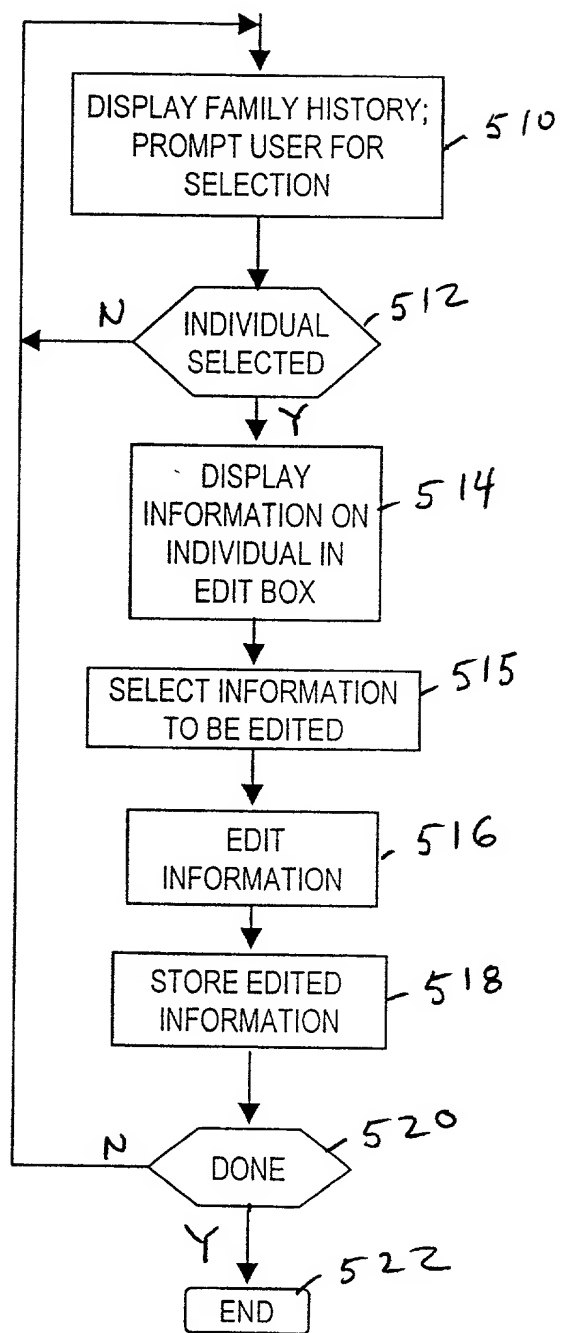 DISPLAY FAMILY HISTORY;
PROMPT USER FOR
SELECTION
510
INDIVIDUAL
SELECTED
512
N
Y
DISPLAY
INFORMATION ON
INDIVIDUAL IN
EDIT BOX
514
SELECT INFORMATION
TO BE EDITED
515
EDIT
INFORMATION
516
STORE EDITED
INFORMATION
518
DONE
520
N
Y
END
522